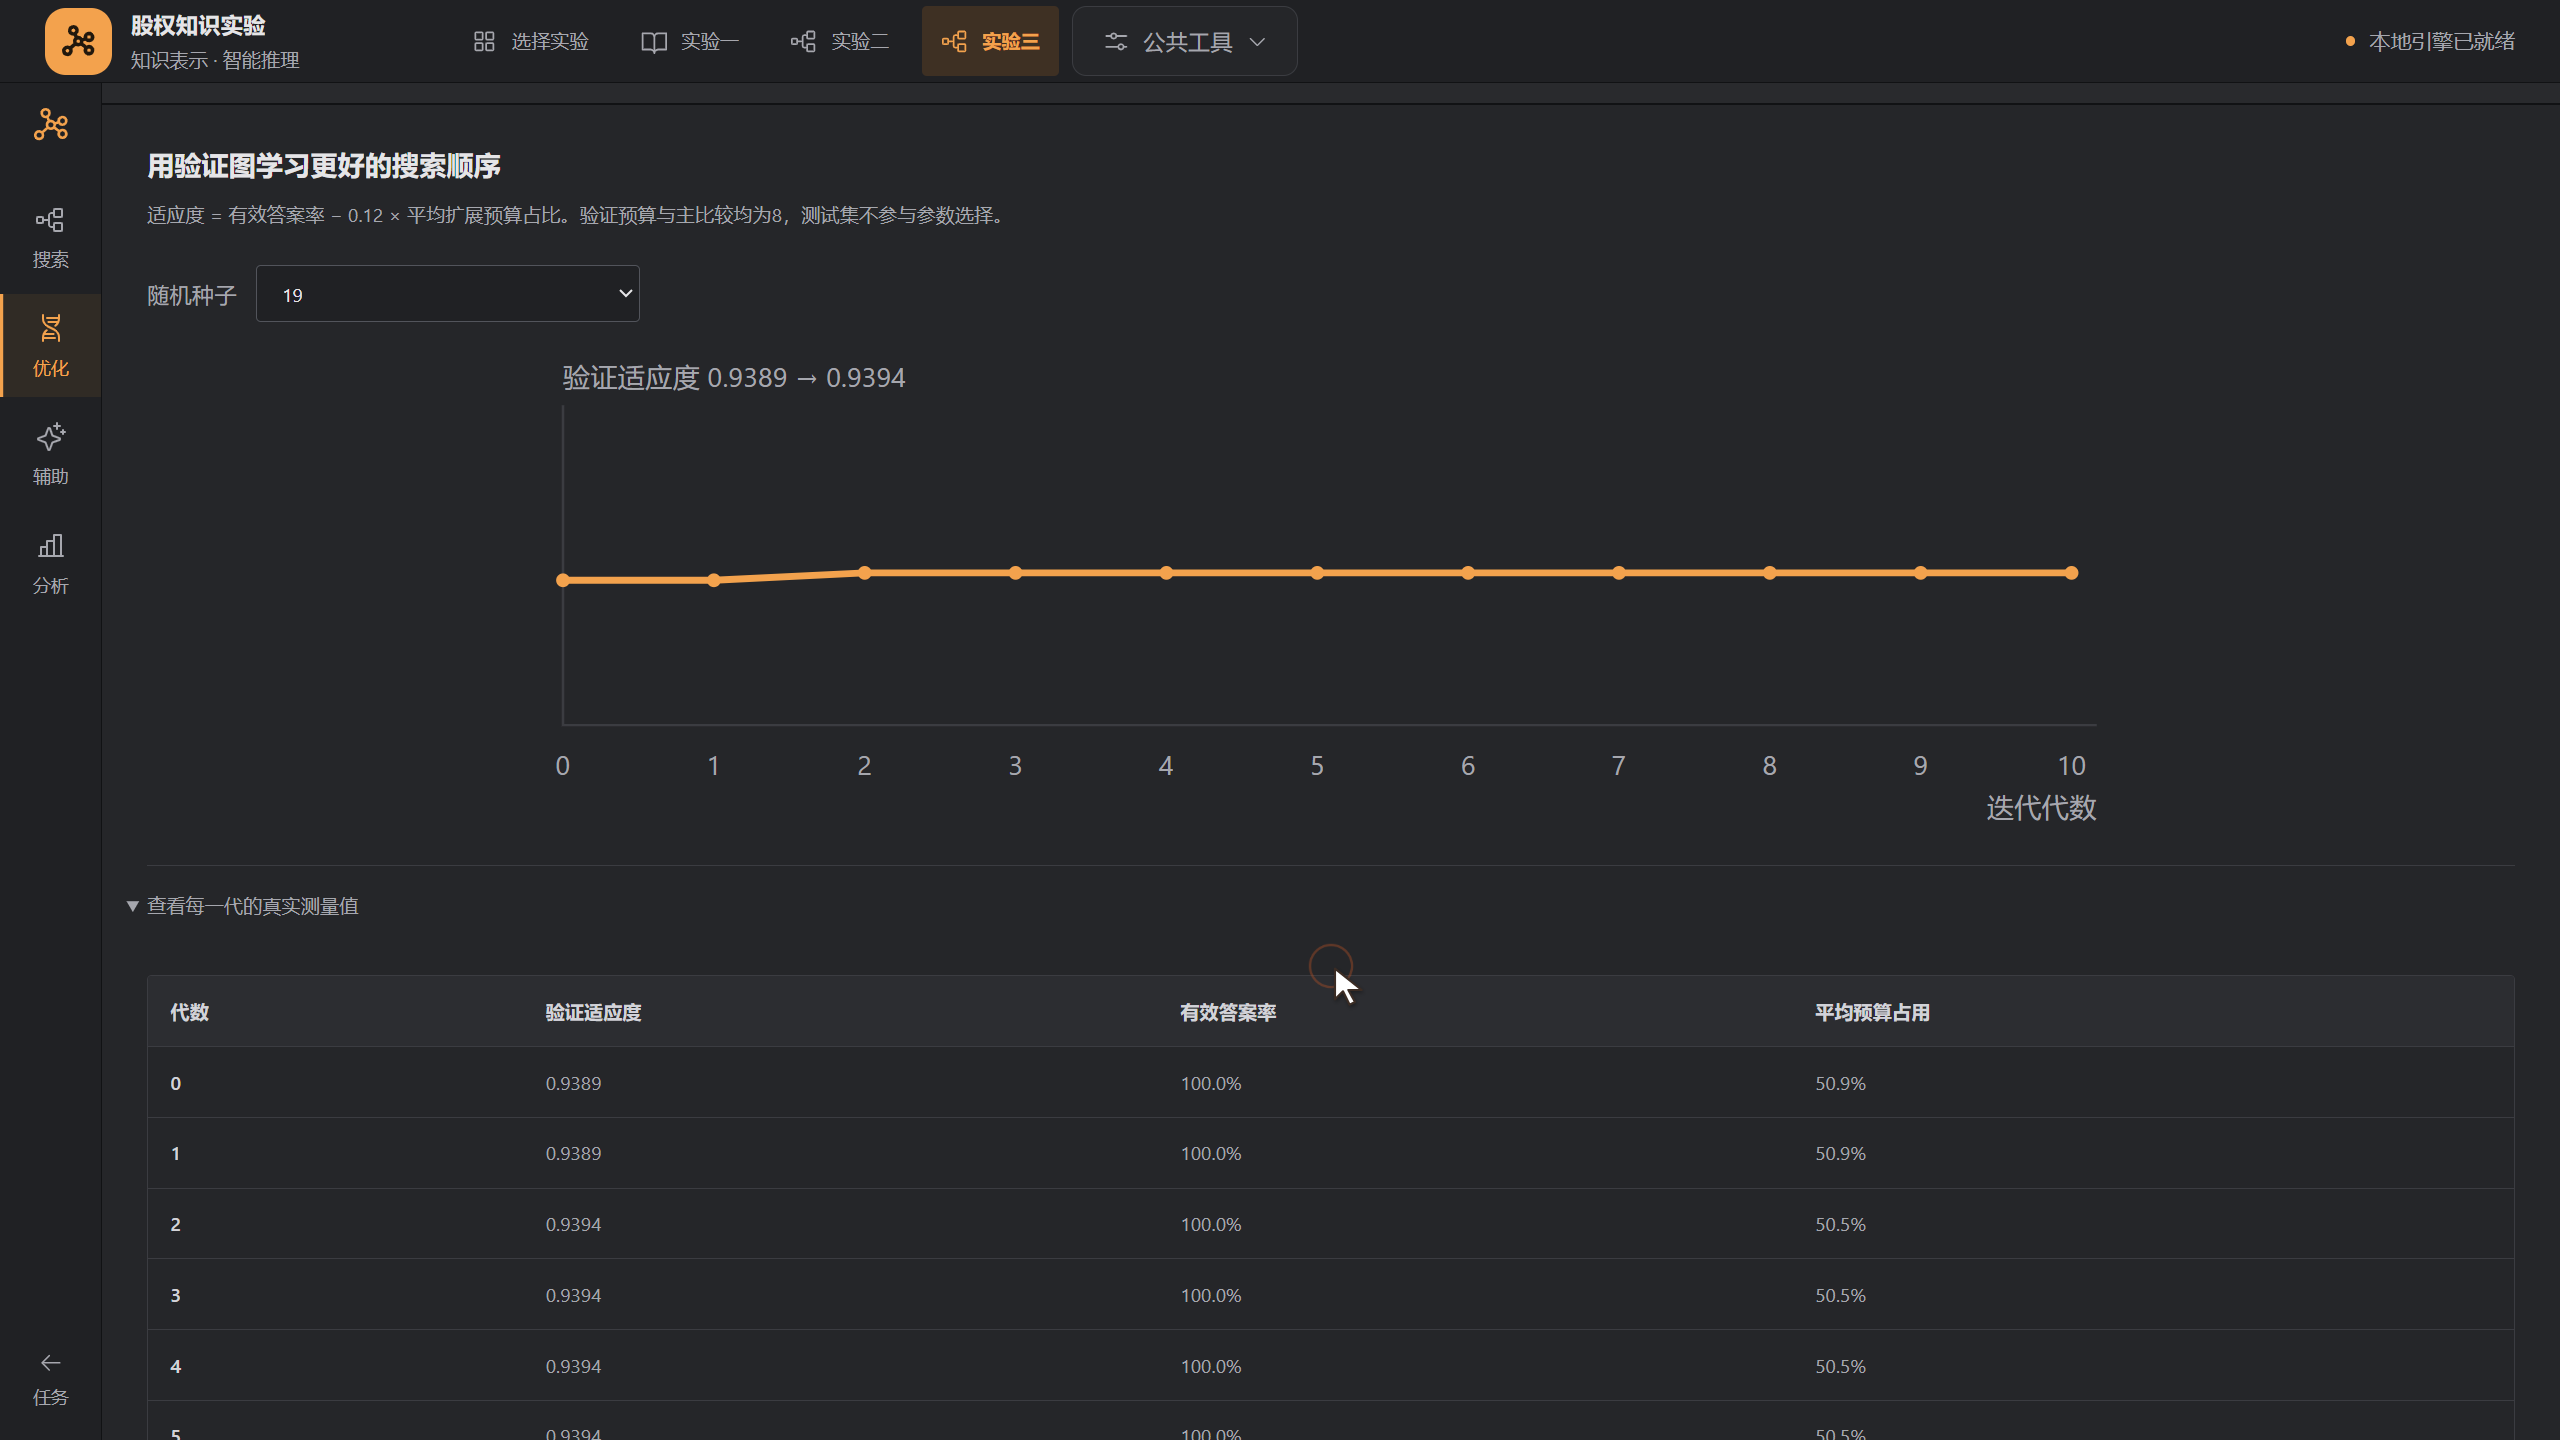 股权知识实验
知识表示 · 智能推理
选择实验
实验一
实验二
实验三
公共工具
本地引擎已就绪
搜索
优化
辅助
分析
任务
用验证图学习更好的搜索顺序
适应度 = 有效答案率 − 0.12 × 平均扩展预算占比。验证预算与主比较均为8，测试集不参与参数选择。
随机种子 19
验证适应度 0.9389 → 0.9394
0 1 2 3 4 5 6 7 8 9 10
迭代代数
查看每一代的真实测量值
代数 验证适应度 有效答案率 平均预算占用
0 0.9389 100.0% 50.9%
1 0.9389 100.0% 50.9%
2 0.9394 100.0% 50.5%
3 0.9394 100.0% 50.5%
4 0.9394 100.0% 50.5%
5 0.9394 100.0% 50.5%